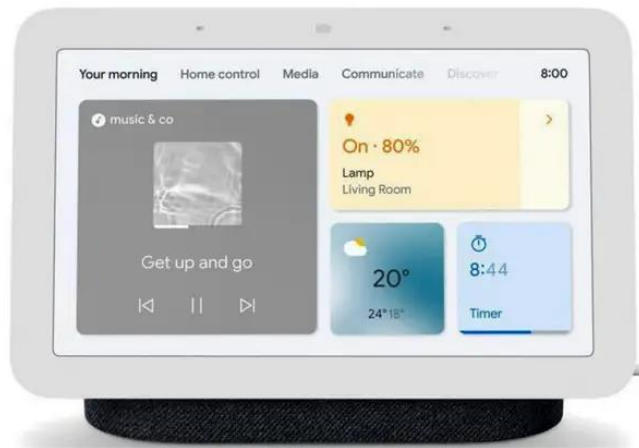 Your morning Home control Media Communicate Discover 8:00
music & co
Get up and go
On · 80%
Lamp
Living Room
20°
24° 18°
8:44
Timer